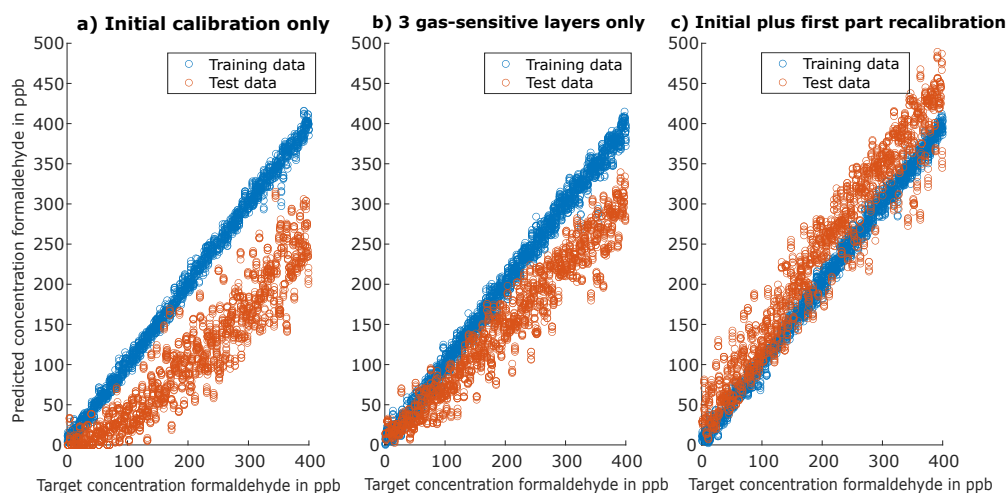 a) Initial calibration only
b) 3 gas-sensitive layers only
c) Initial plus first part recalibration
Predicted concentration formaldehyde in ppb
500
450
400
350
300
250
200
150
100
50
0
Training data
Test data
0 100 200 300 400
Target concentration formaldehyde in ppb
500
450
400
350
300
250
200
150
100
50
0
Training data
Test data
0 100 200 300 400
Target concentration formaldehyde in ppb
500
450
400
350
300
250
200
150
100
50
0
Training data
Test data
0 100 200 300 400
Target concentration formaldehyde in ppb